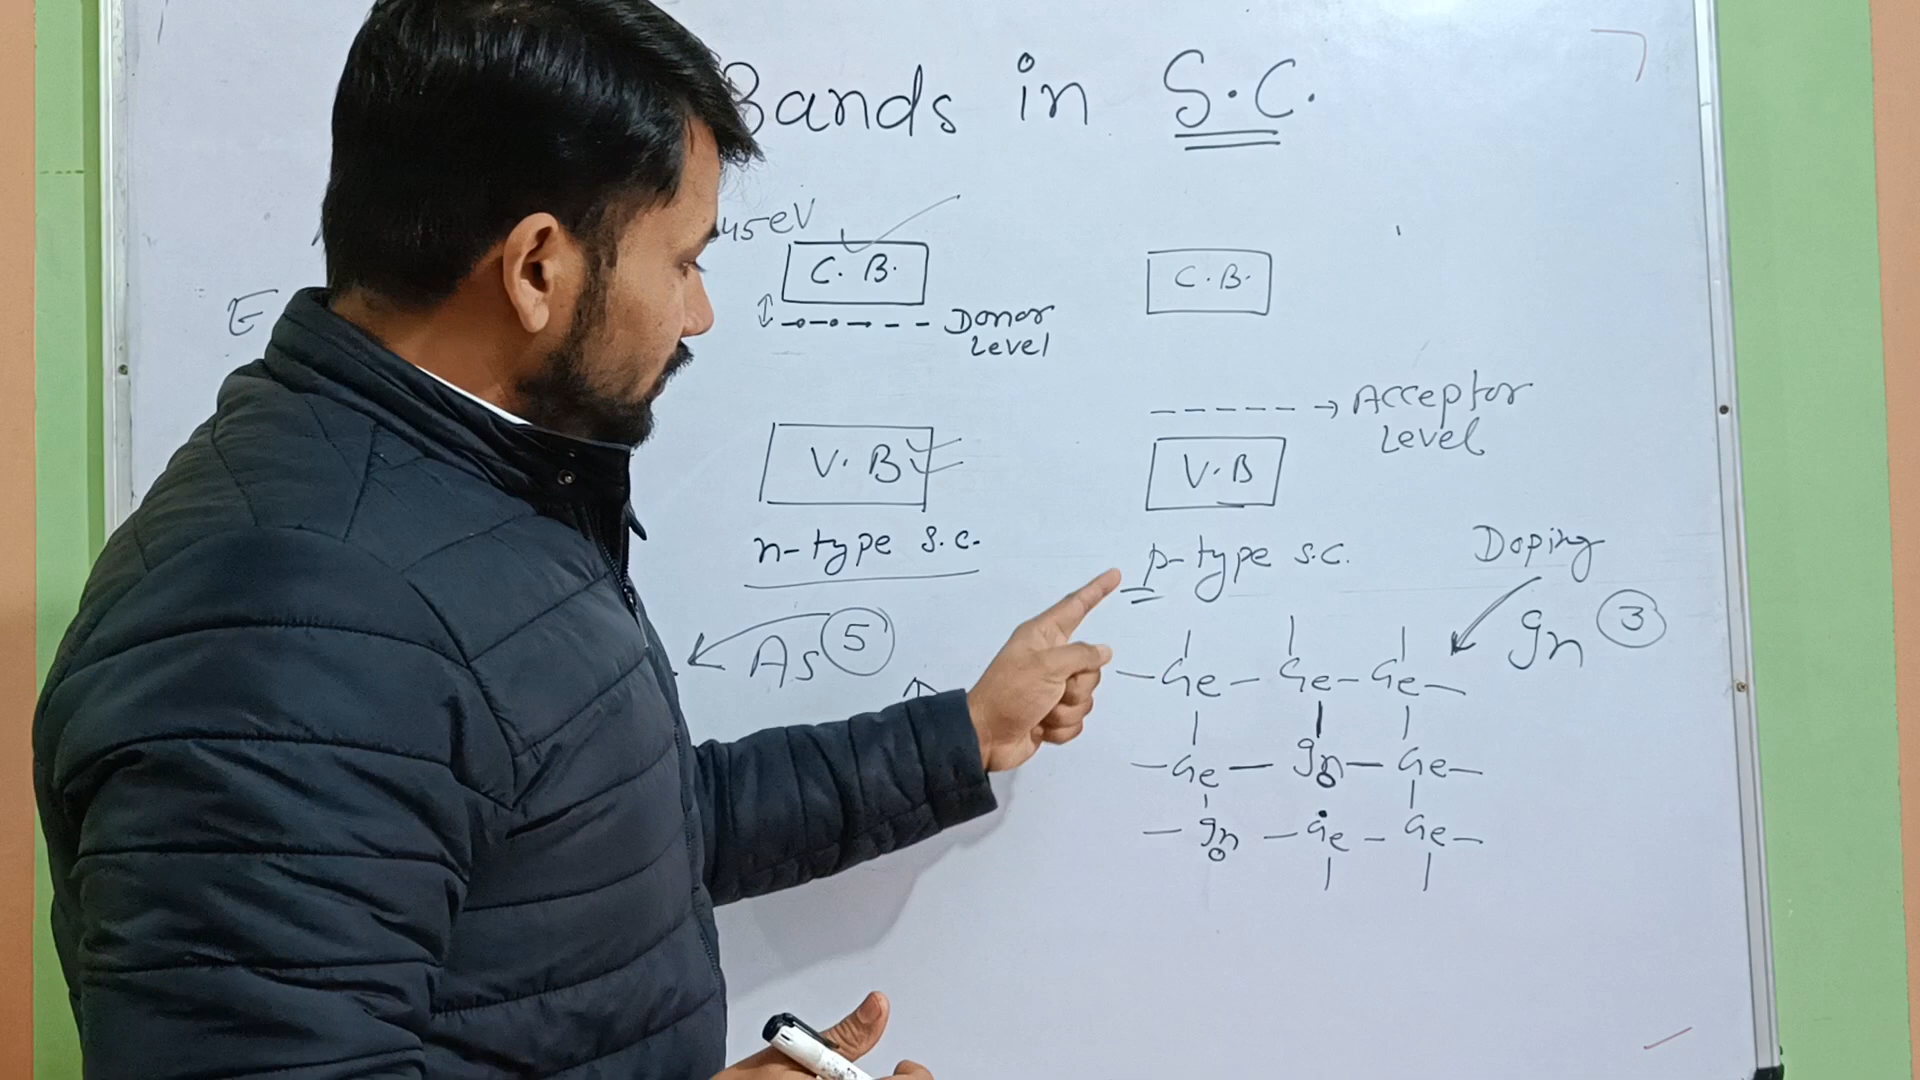 Bands in S.C.
45eV
C. B.
Donor
Level
V. B
n-type s.c.
As 5
E
C. B.
Acceptor
Level
V. B
p-type s.c.
Doping
In 3
Ge Ge Ge
Ge In Ge
In Ge Ge